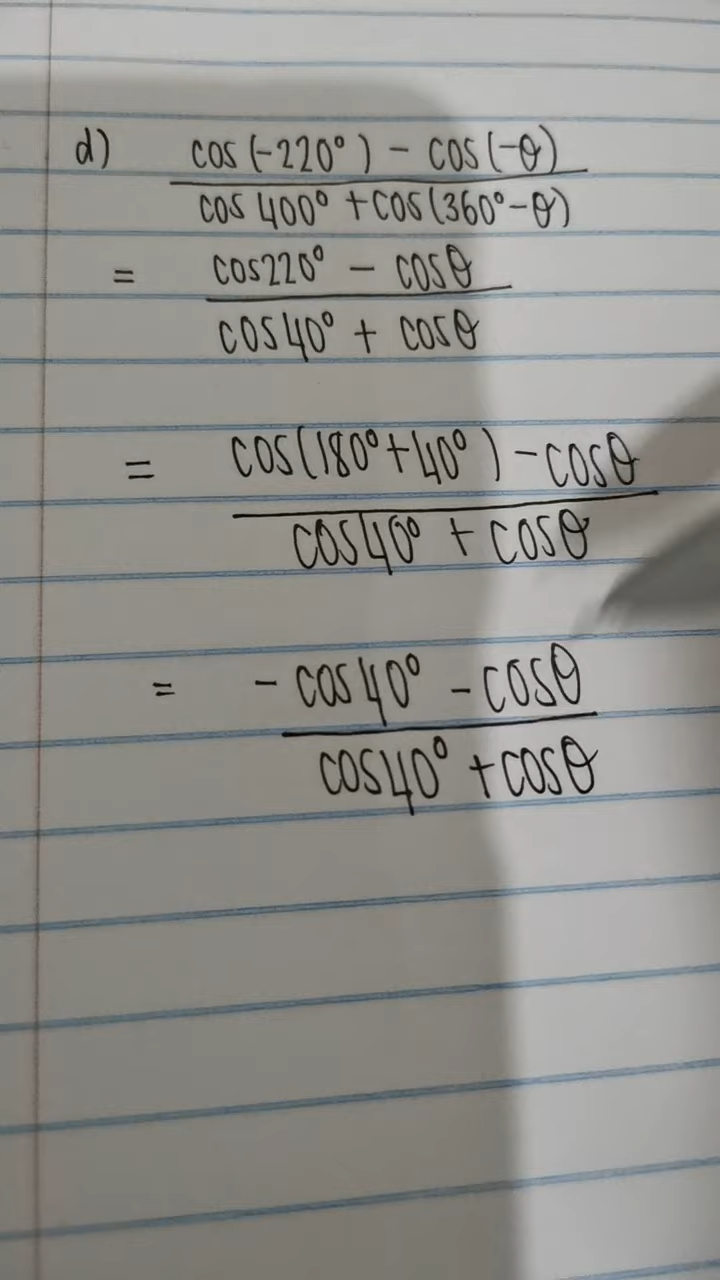 d) cos(-220°) - cos(-θ)
cos 400° + cos(360° - θ)
= cos220° - cosθ
cos40° + cosθ
= cos(180° + 40°) - cosθ
cos40° + cosθ
= - cos40° - cosθ
cos40° + cosθ